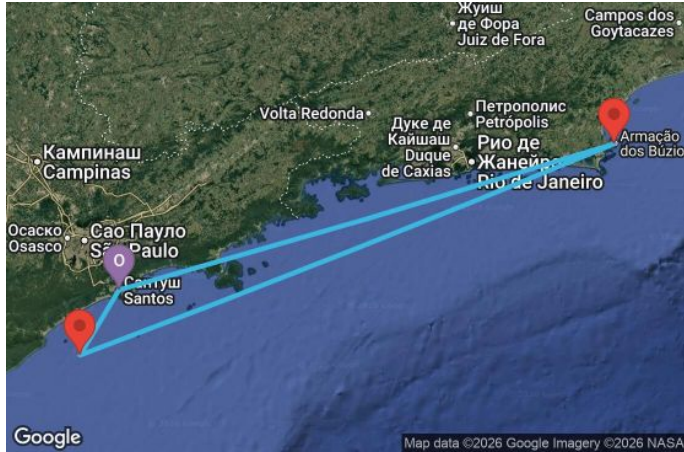 Жуиш
де Фора
Juiz de Fora
Campos dos
Goytacazes
Volta Redonda
Петрополис
Petrópolis
Дуке де
Кайшаш
Duque
de Caxias
Рио де
Жанейро
Rio de Janeiro
Armação
dos Búzio
Кампинаш
Campinas
Осаско
Osasco
Сао Пауло
São Paulo
O
Сантуш
Santos
Google
Map data ©2026 Google Imagery ©2026 NASA